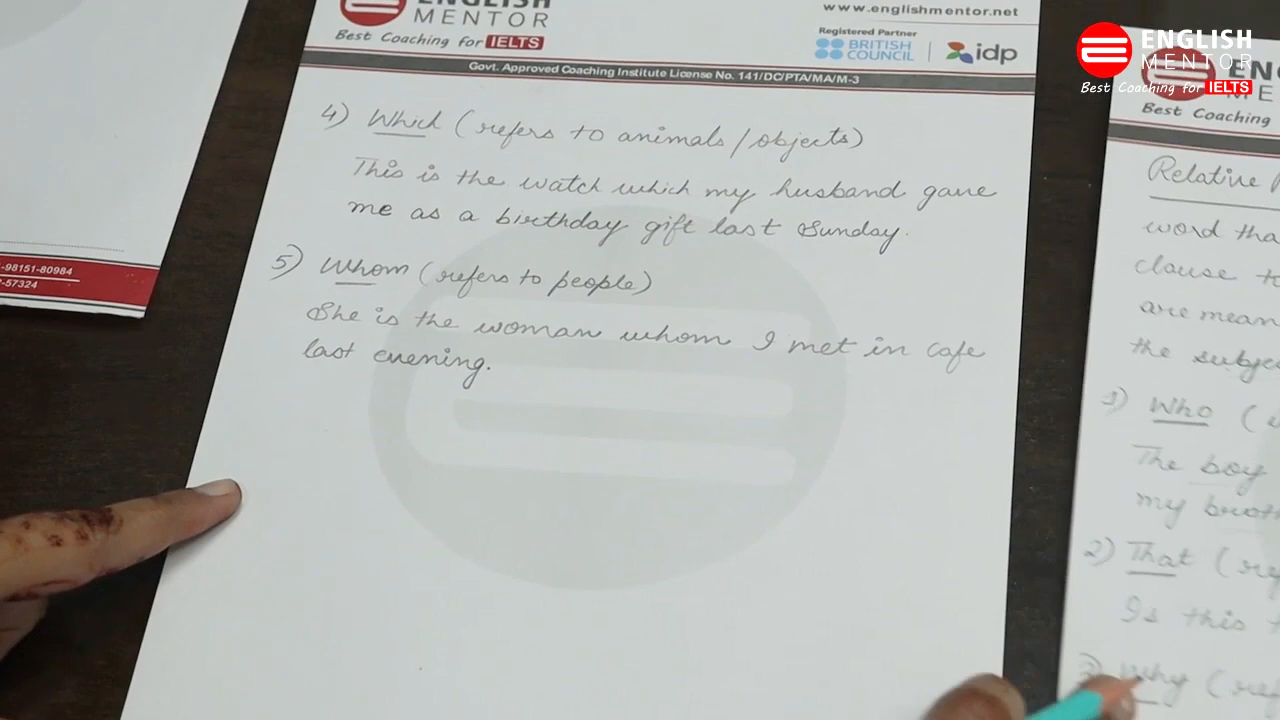 ENGLISH
MENTOR
Best Coaching for IELTS
www.englishmentor.net
Registered Partner
BRITISH COUNCIL
idp
Govt. Approved Coaching Institute License No. 141/DC/PTA/MA/M-3
4) Which (refers to animals/objects)
This is the watch which my husband gave
me as a birthday gift last Sunday.
5) Whom (refers to people)
She is the woman whom I met in cafe
last evening.
-98151-80984
-57324
ENGLISH
MENTOR
Best Coaching for IELTS
Best Coaching
Relative
word tha
clause
are mean
the subje
1) Who (
The boy
my broth
2) That (re
Is this t
3) Why (re